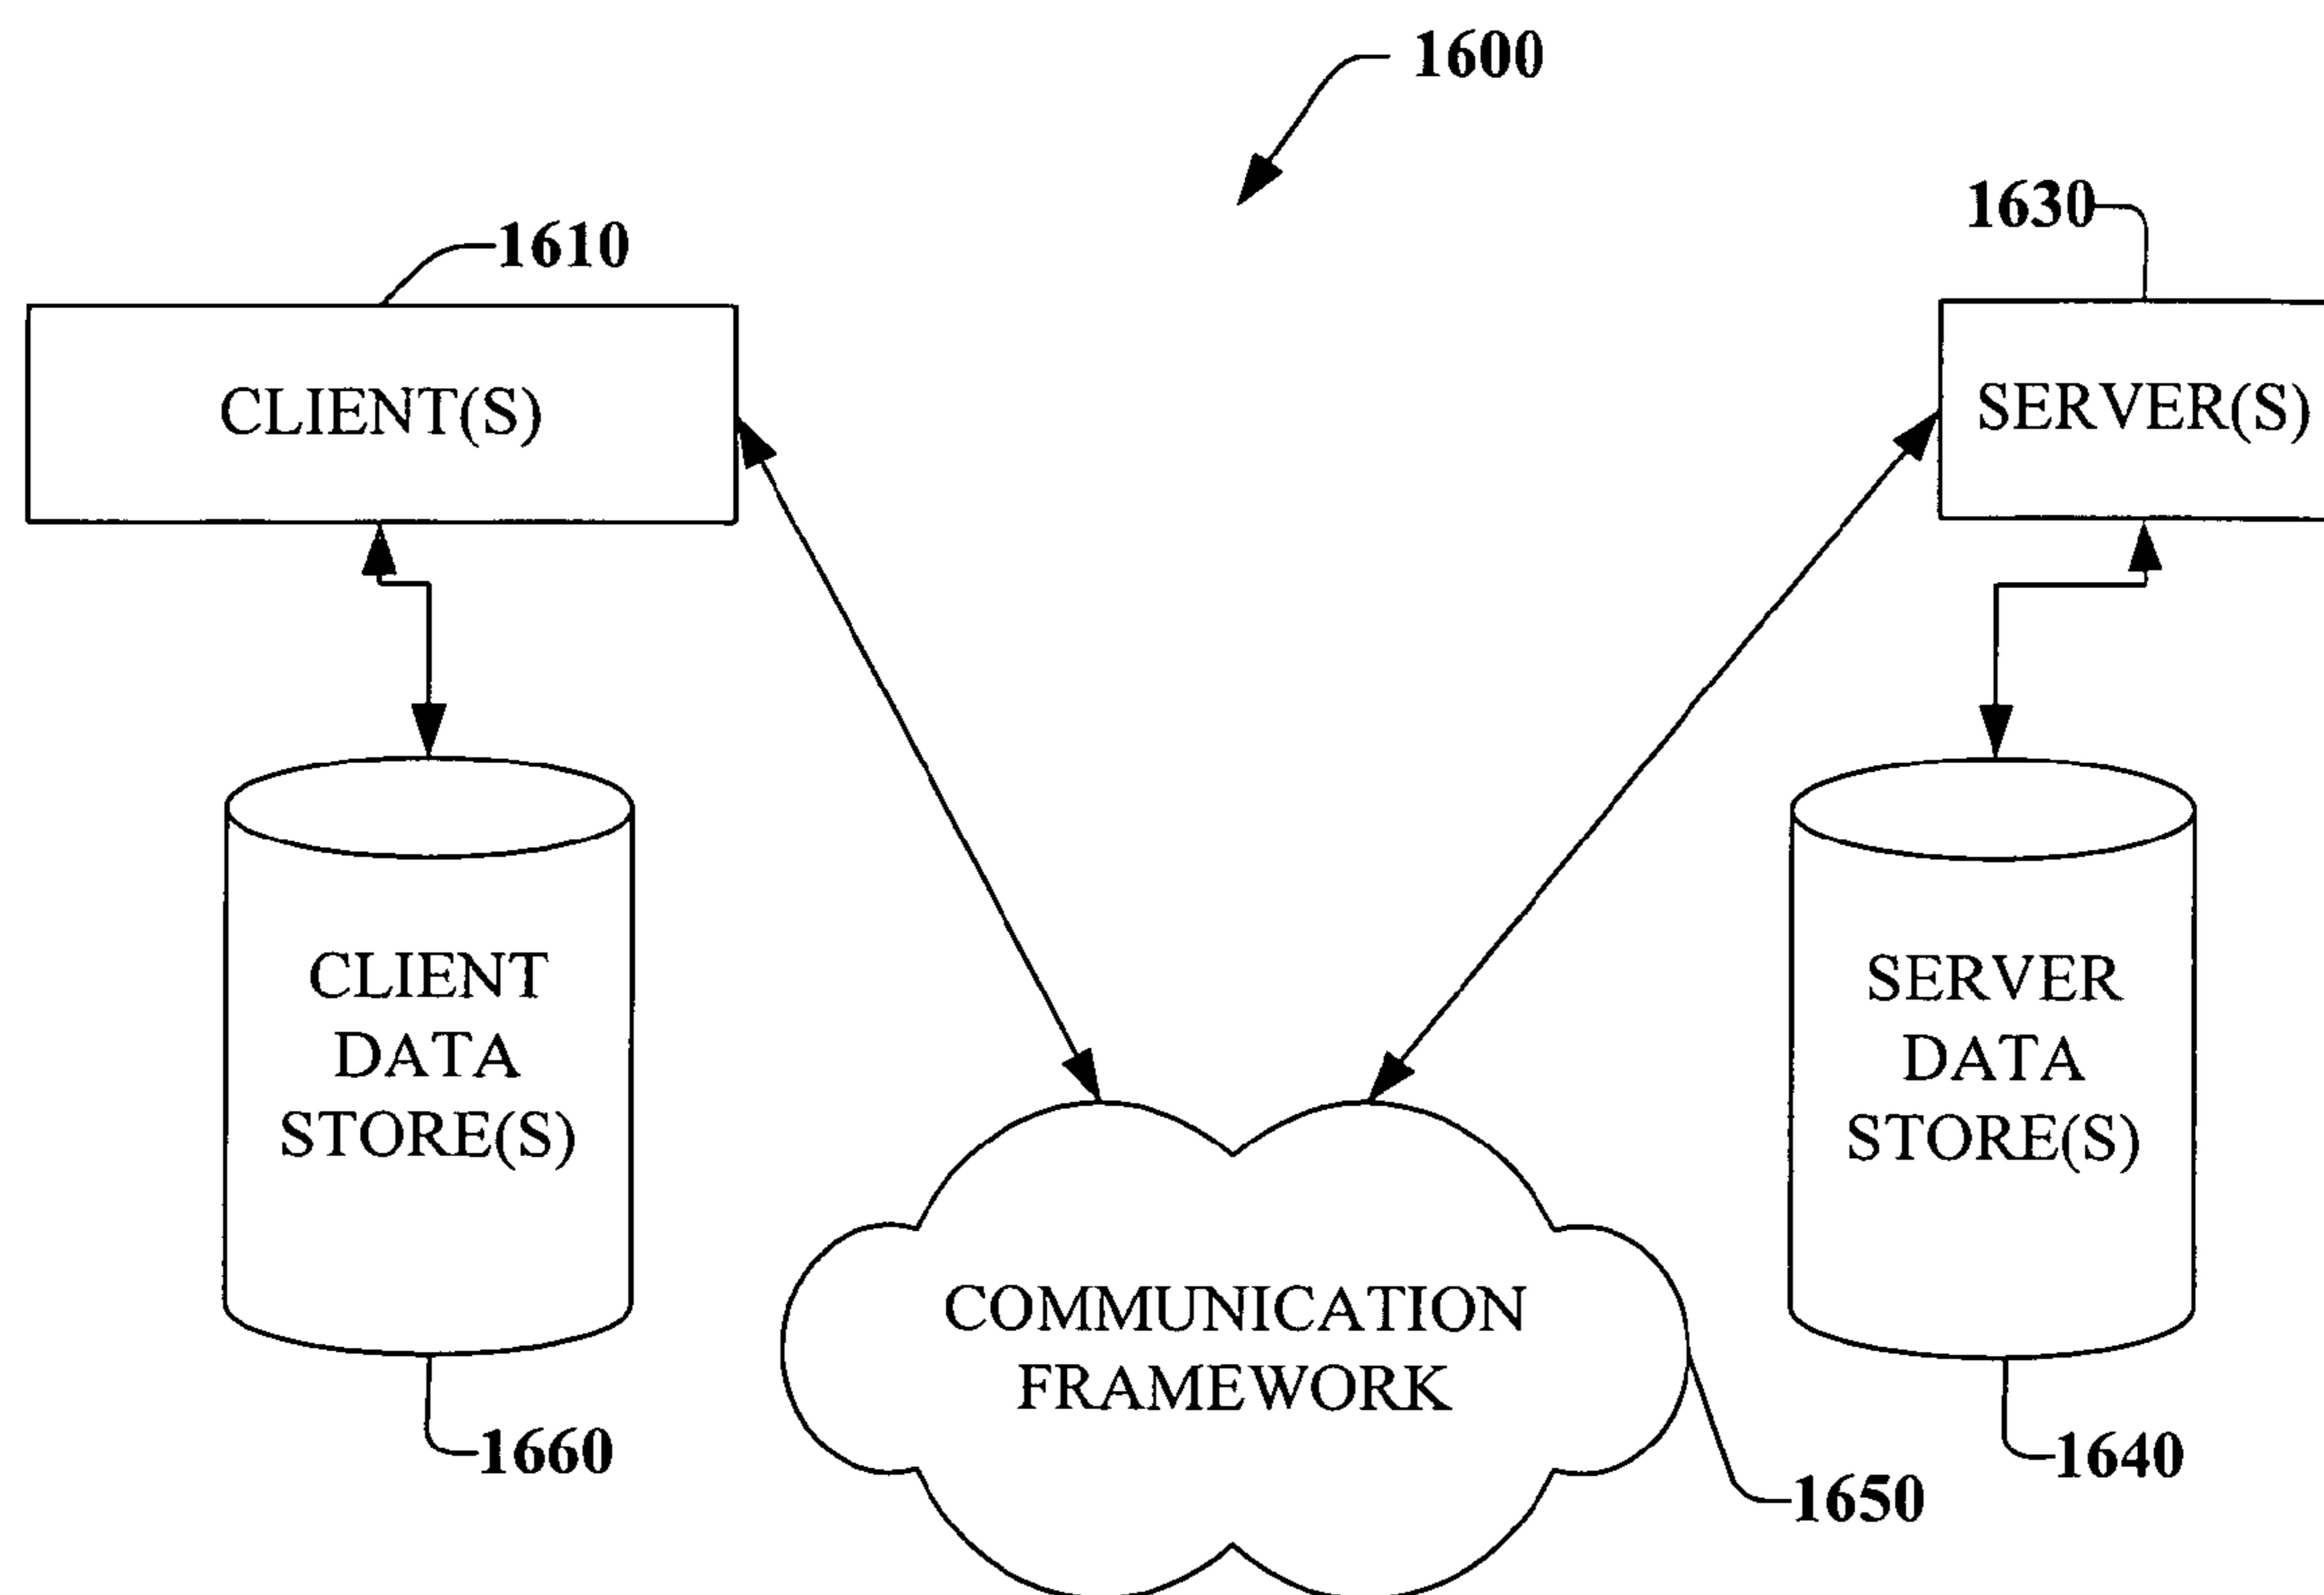 1600
1610
1630
CLIENT(S)
SERVER(S)
CLIENT
DATA
STORE(S)
SERVER
DATA
STORE(S)
COMMUNICATION
FRAMEWORK
1660
1640
1650